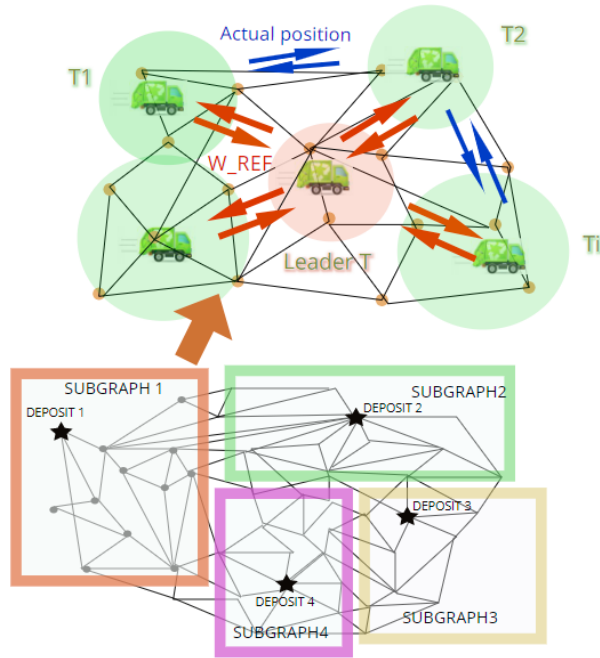 Actual position
T2
T1
W_REF
Leader T
Ti
SUBGRAPH 1
SUBGRAPH2
DEPOSIT 1
DEPOSIT 2
DEPOSIT 3
DEPOSIT 4
SUBGRAPH3
SUBGRAPH4